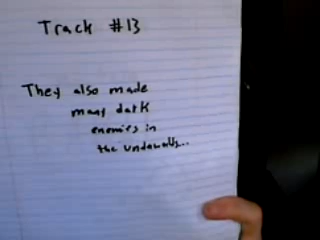 Track #13
They also made
many dark
enemies in
the